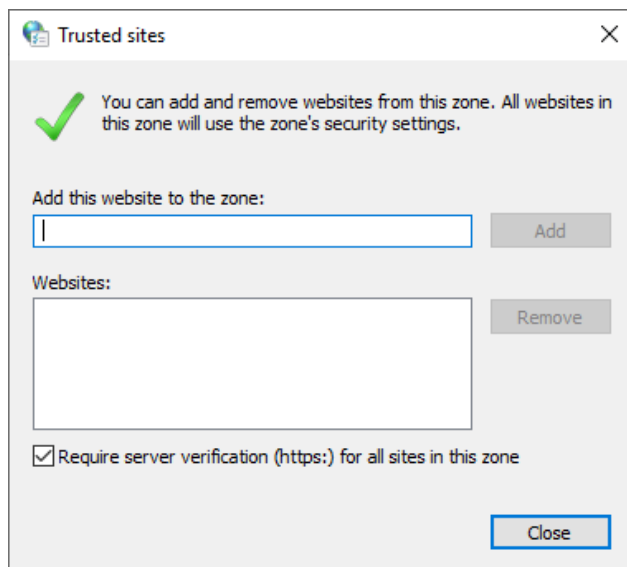 Trusted sites
You can add and remove websites from this zone. All websites in
this zone will use the zone's security settings.
Add this website to the zone:
Add
Websites:
Remove
Require server verification (https:) for all sites in this zone
Close